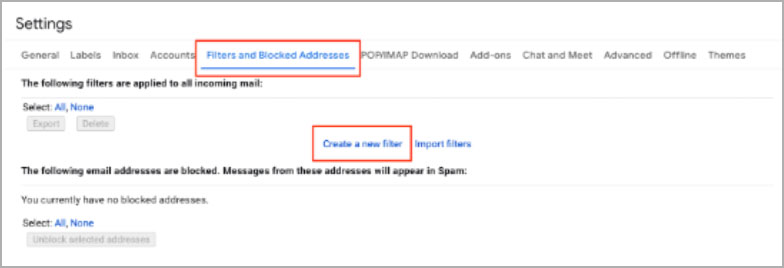 Settings
General Labels Inbox Accounts Filters and Blocked Addresses POP/IMAP Download Add-ons Chat and Meet Advanced Offline Themes
The following filters are applied to all incoming mail:
Select: All, None
Export Delete
Create a new filter Import filters
The following email addresses are blocked. Messages from these addresses will appear in Spam:
You currently have no blocked addresses.
Select: All, None
Unblock selected addresses